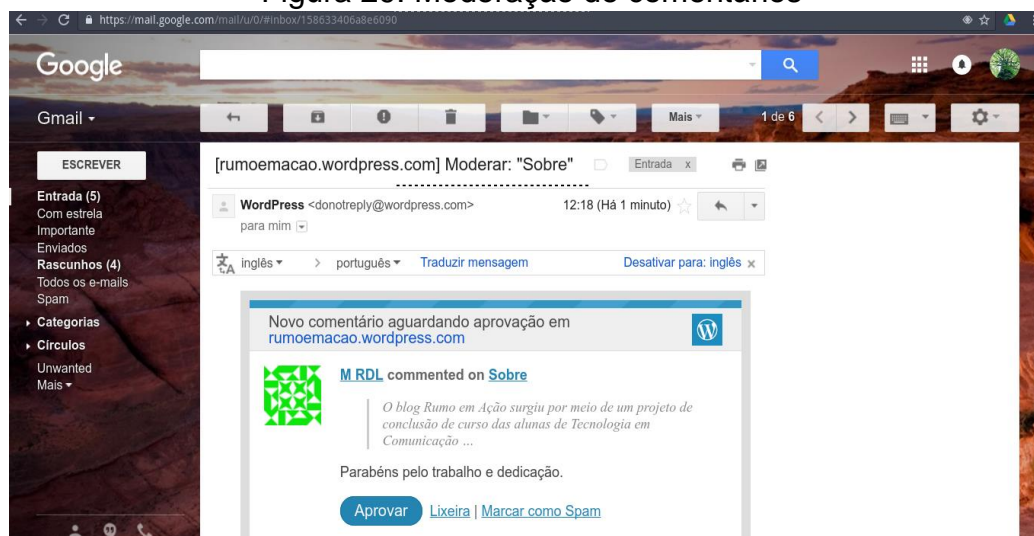 Figura 20: Moderação de comentários
https://mail.google.com/mail/u/0/#inbox/158633406a8e6090
Google
Gmail
Mais
1 de 6
ESCREVER
[rumoemacao.wordpress.com] Moderar: "Sobre"
Entrada x
Entrada (5)
WordPress <donotreply@wordpress.com>
12:18 (Há 1 minuto)
Com estrela
para mim
Importante
Enviados
Rascunhos (4)
inglês
português
Traduzir mensagem
Desativar para: inglês x
Todos os e-mails
Spam
Categorias
Círculos
Unwanted
Mais
Novo comentário aguardando aprovação em
rumoemacao.wordpress.com
M RDL commented on Sobre
O blog Rumo em Ação surgiu por meio de um projeto de
conclusão de curso das alunas de Tecnologia em
Comunicação ...
Parabéns pelo trabalho e dedicação.
Aprovar
Lixeira | Marcar como Spam